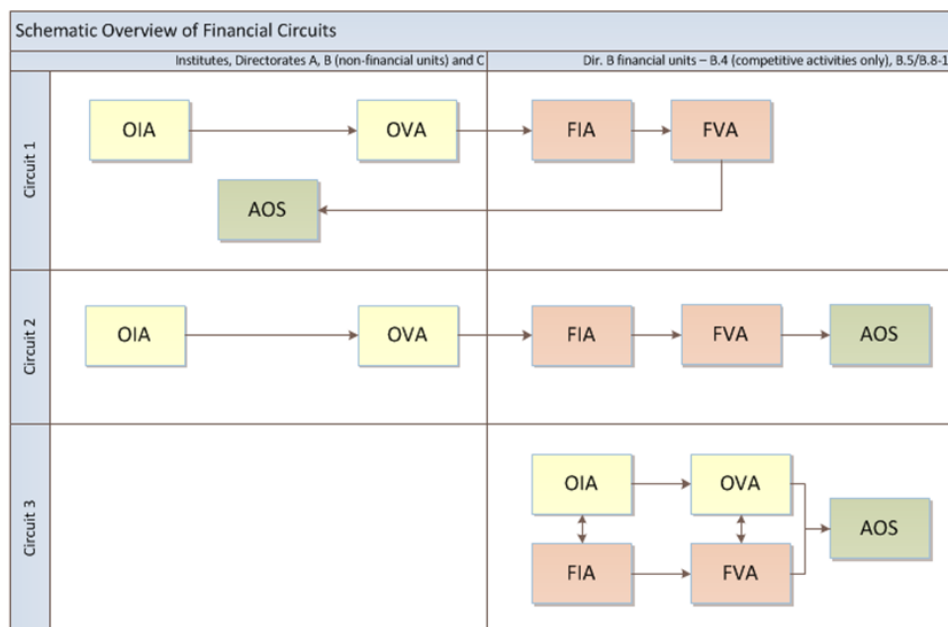 Schematic Overview of Financial Circuits
Institutes, Directorates A, B (non-financial units) and C
Dir. B financial units – B.4 (competitive activities only), B.5/B.8-1
Circuit 1
OIA
OVA
FIA
FVA
AOS
Circuit 2
OIA
OVA
FIA
FVA
AOS
Circuit 3
OIA
OVA
AOS
FIA
FVA